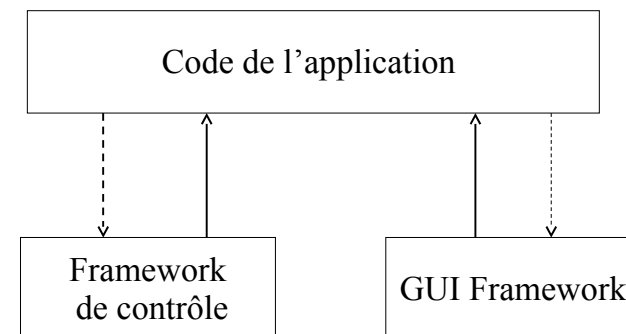 Code de l’application
Framework
de contrôle
GUI Framework